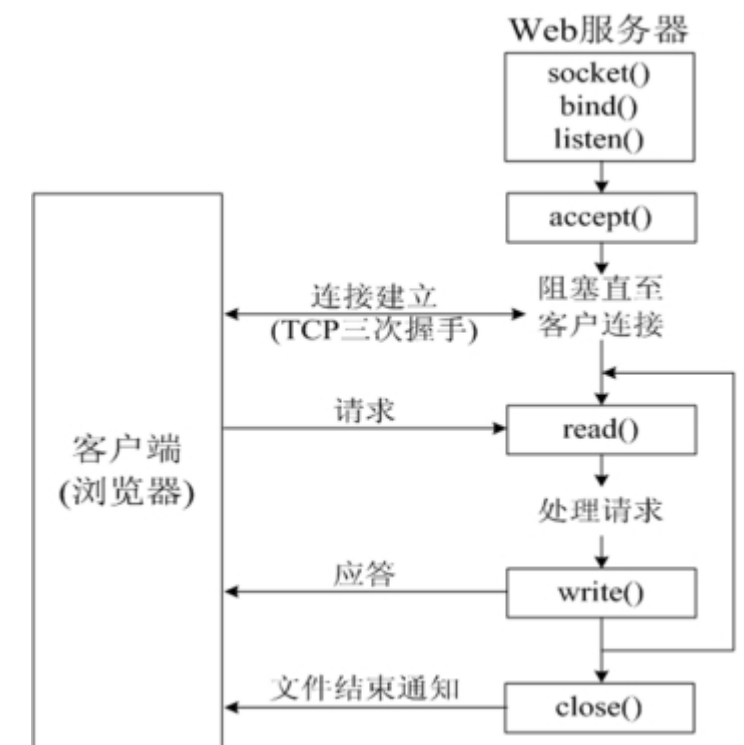 Web服务器
socket()
bind()
listen()
accept()
阻塞直至
客户连接
连接建立
(TCP三次握手)
请求
read()
客户端
(浏览器)
处理请求
应答
write()
文件结束通知
close()